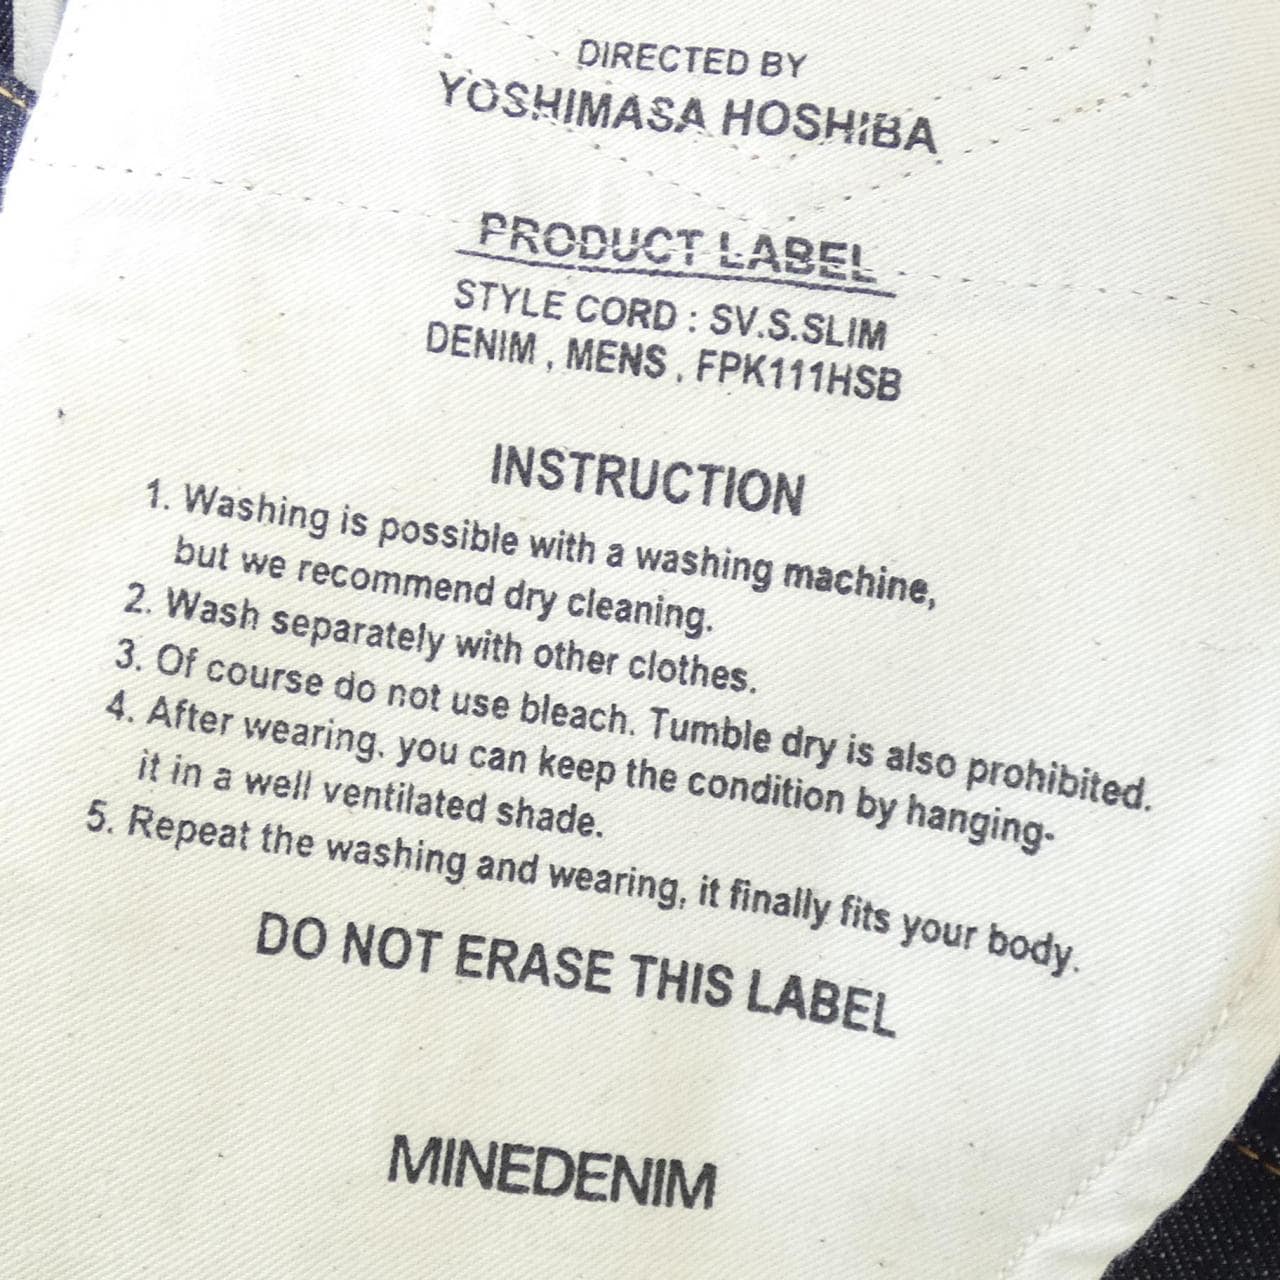 DIRECTED BY
YOSHIMASA HOSHIBA
PRODUCT LABEL
STYLE CORD : SV.S.SLIM
DENIM , MENS , FPK111HSB
INSTRUCTION
1. Washing is possible with a washing machine,
but we recommend dry cleaning.
2. Wash separately with other clothes.
3. Of course do not use bleach. Tumble dry is also prohibited.
4. After wearing. you can keep the condition by hanging-
it in a well ventilated shade.
5. Repeat the washing and wearing, it finally fits your body.
DO NOT ERASE THIS LABEL
MINEDENIM